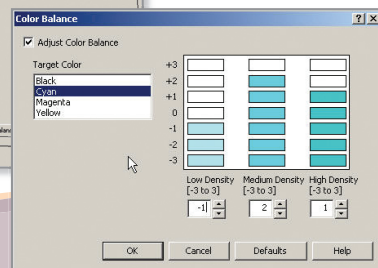 Color Balance
Adjust Color Balance
Target Color
Black
Cyan
Magenta
Yellow
+3
+2
+1
0
-1
-2
-3
Low Density Medium Density High Density
[-3 to 3] [-3 to 3] [-3 to 3]
-1 2 1
OK Cancel Defaults Help